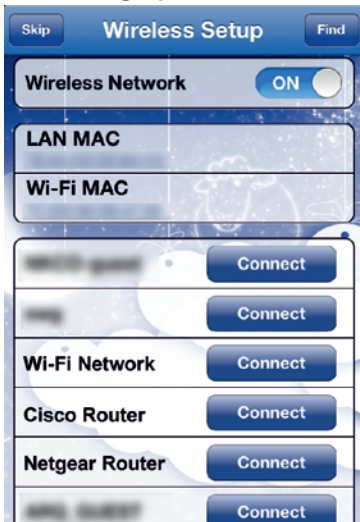 Skip Wireless Setup Find
Wireless Network ON
LAN MAC
Wi-Fi MAC
Connect
Connect
Wi-Fi Network Connect
Cisco Router Connect
Netgear Router Connect
Connect